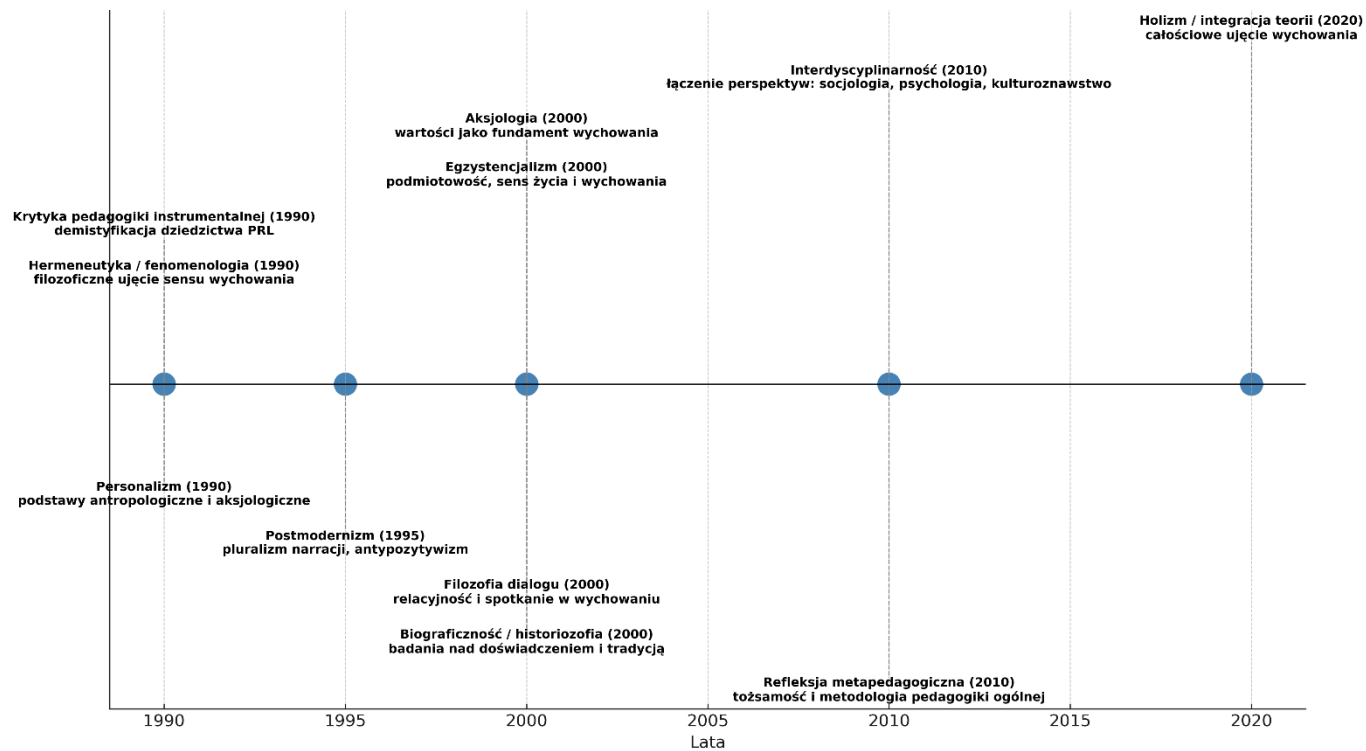 Holizm / integracja teorii (2020)
całościowe ujęcie wychowania
Interdyscyplinarność (2010)
łączenie perspektyw: socjologia, psychologia, kulturoznawstwo
Aksjologia (2000)
wartości jako fundament wychowania
Egzystencjalizm (2000)
podmiotowość, sens życia i wychowania
Krytyka pedagogiki instrumentalnej (1990)
demistyfikacja dziedzictwa PRL
Hermeneutyka / fenomenologia (1990)
filozoficzne ujęcie sensu wychowania
Personalizm (1990)
podstawy antropologiczne i aksjologiczne
Postmodernizm (1995)
pluralizm narracji, antypozytywizm
Filozofia dialogu (2000)
relacyjność i spotkanie w wychowaniu
Biograficzność / historiozofia (2000)
badania nad doświadczeniem i tradycją
Refleksja metapedagogiczna (2010)
tożsamość i metodologia pedagogiki ogólnej
1990 1995 2000 2005 2010 2015 2020
Lata